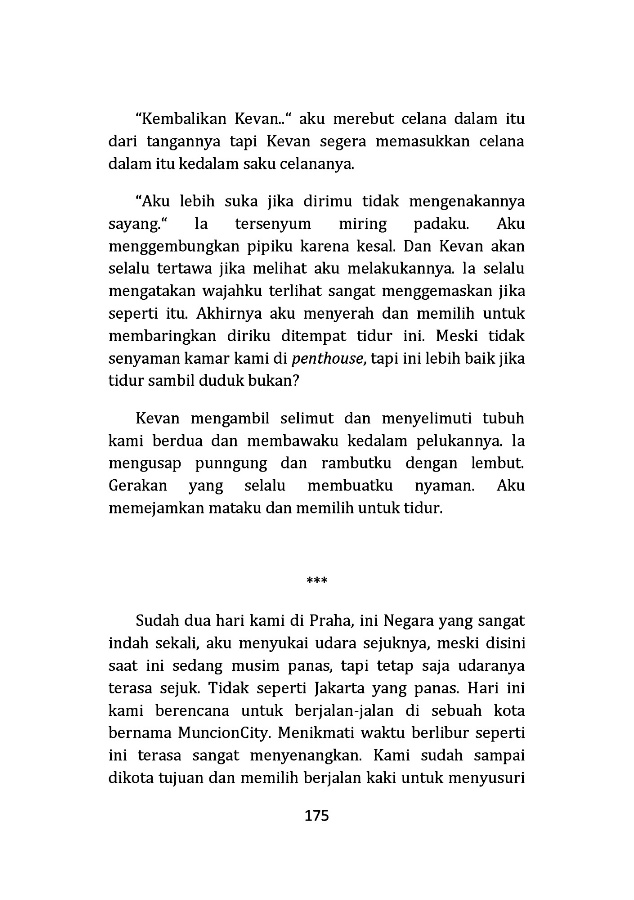 “Kembalikan Kevan..“ aku merebut celana dalam itu
dari tangannya tapi Kevan segera memasukkan celana
dalam itu kedalam saku celananya.
“Aku lebih suka jika dirimu tidak mengenakannya
sayang.“ Ia tersenyum miring padaku. Aku
menggembungkan pipiku karena kesal. Dan Kevan akan
selalu tertawa jika melihat aku melakukannya. Ia selalu
mengatakan wajahku terlihat sangat menggemaskan jika
seperti itu. Akhirnya aku menyerah dan memilih untuk
membaringkan diriku ditempat tidur ini. Meski tidak
senyaman kamar kami di penthouse, tapi ini lebih baik jika
tidur sambil duduk bukan?
Kevan mengambil selimut dan menyelimuti tubuh
kami berdua dan membawaku kedalam pelukannya. Ia
mengusap punngung dan rambutku dengan lembut.
Gerakan yang selalu membuatku nyaman. Aku
memejamkan mataku dan memilih untuk tidur.
***
Sudah dua hari kami di Praha, ini Negara yang sangat
indah sekali, aku menyukai udara sejuknya, meski disini
saat ini sedang musim panas, tapi tetap saja udaranya
terasa sejuk. Tidak seperti Jakarta yang panas. Hari ini
kami berencana untuk berjalan-jalan di sebuah kota
bernama MuncionCity. Menikmati waktu berlibur seperti
ini terasa sangat menyenangkan. Kami sudah sampai
dikota tujuan dan memilih berjalan kaki untuk menyusuri
175